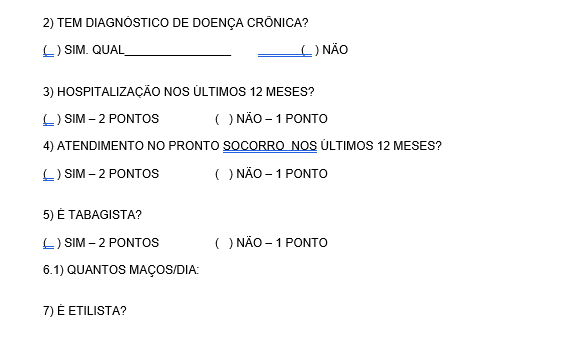 2) TEM DIAGNÓSTICO DE DOENÇA CRÔNICA?
(  ) SIM. QUAL________________    _______(  ) NÃO
3) HOSPITALIZAÇÃO NOS ÚLTIMOS 12 MESES?
(  ) SIM – 2 PONTOS (  ) NÃO – 1 PONTO
4) ATENDIMENTO NO PRONTO SOCORRO  NOS ÚLTIMOS 12 MESES?
(  ) SIM – 2 PONTOS (  ) NÃO – 1 PONTO
5) É TABAGISTA?
(  ) SIM – 2 PONTOS (  ) NÃO – 1 PONTO
6.1) QUANTOS MAÇOS/DIA:
7) É ETILISTA?